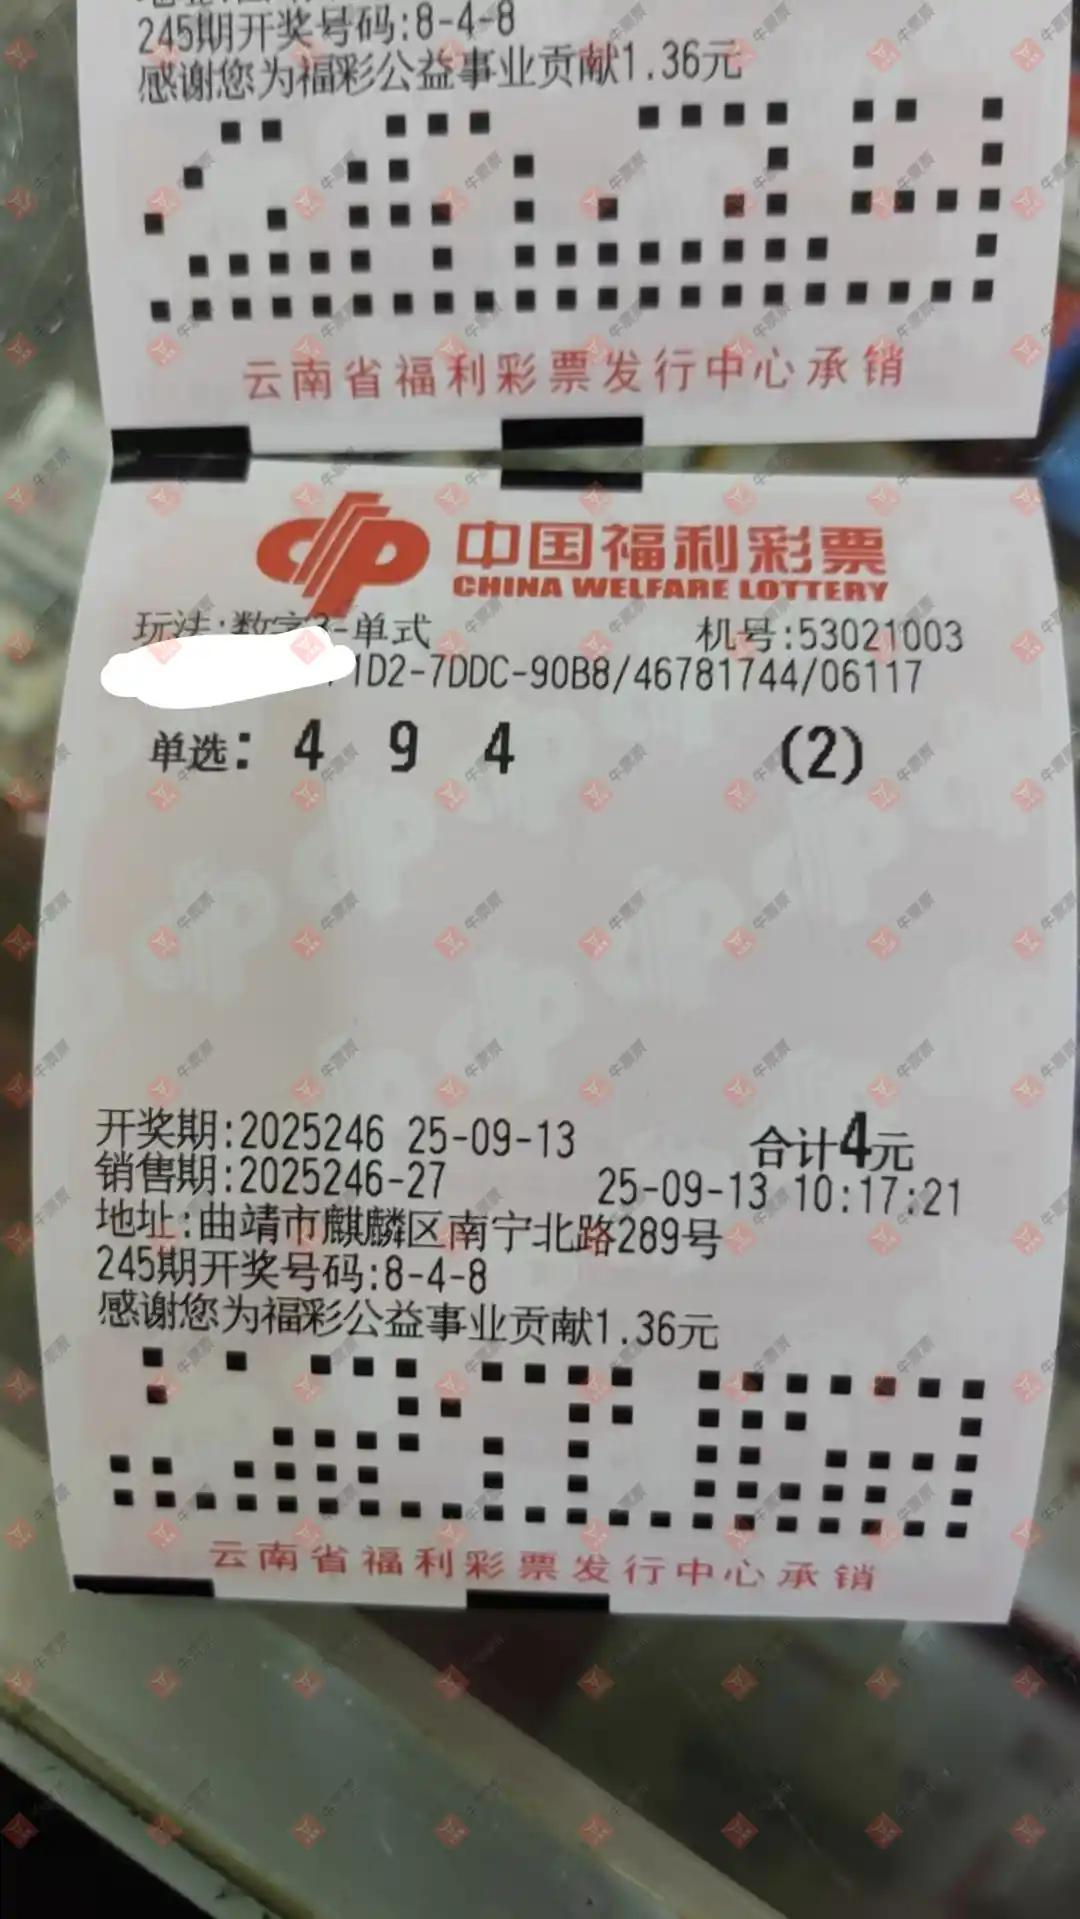 245期开奖号码:8-4-8
感谢您为福彩公益事业贡献1.36元
云南省福利彩票发行中心承销
中国福利彩票
CHINA WELFARE LOTTERY
玩法:数字3-单式 机号:53021003
1D2-7DDC-90B8/46781744/06117
单选: 4 9 4 (2)
开奖期:2025246 25-09-13 合计4元
销售期:2025246-27 25-09-13 10:17:21
地址:曲靖市麒麟区南宁北路289号
245期开奖号码:8-4-8
感谢您为福彩公益事业贡献1.36元
云南省福利彩票发行中心承销
牛票票